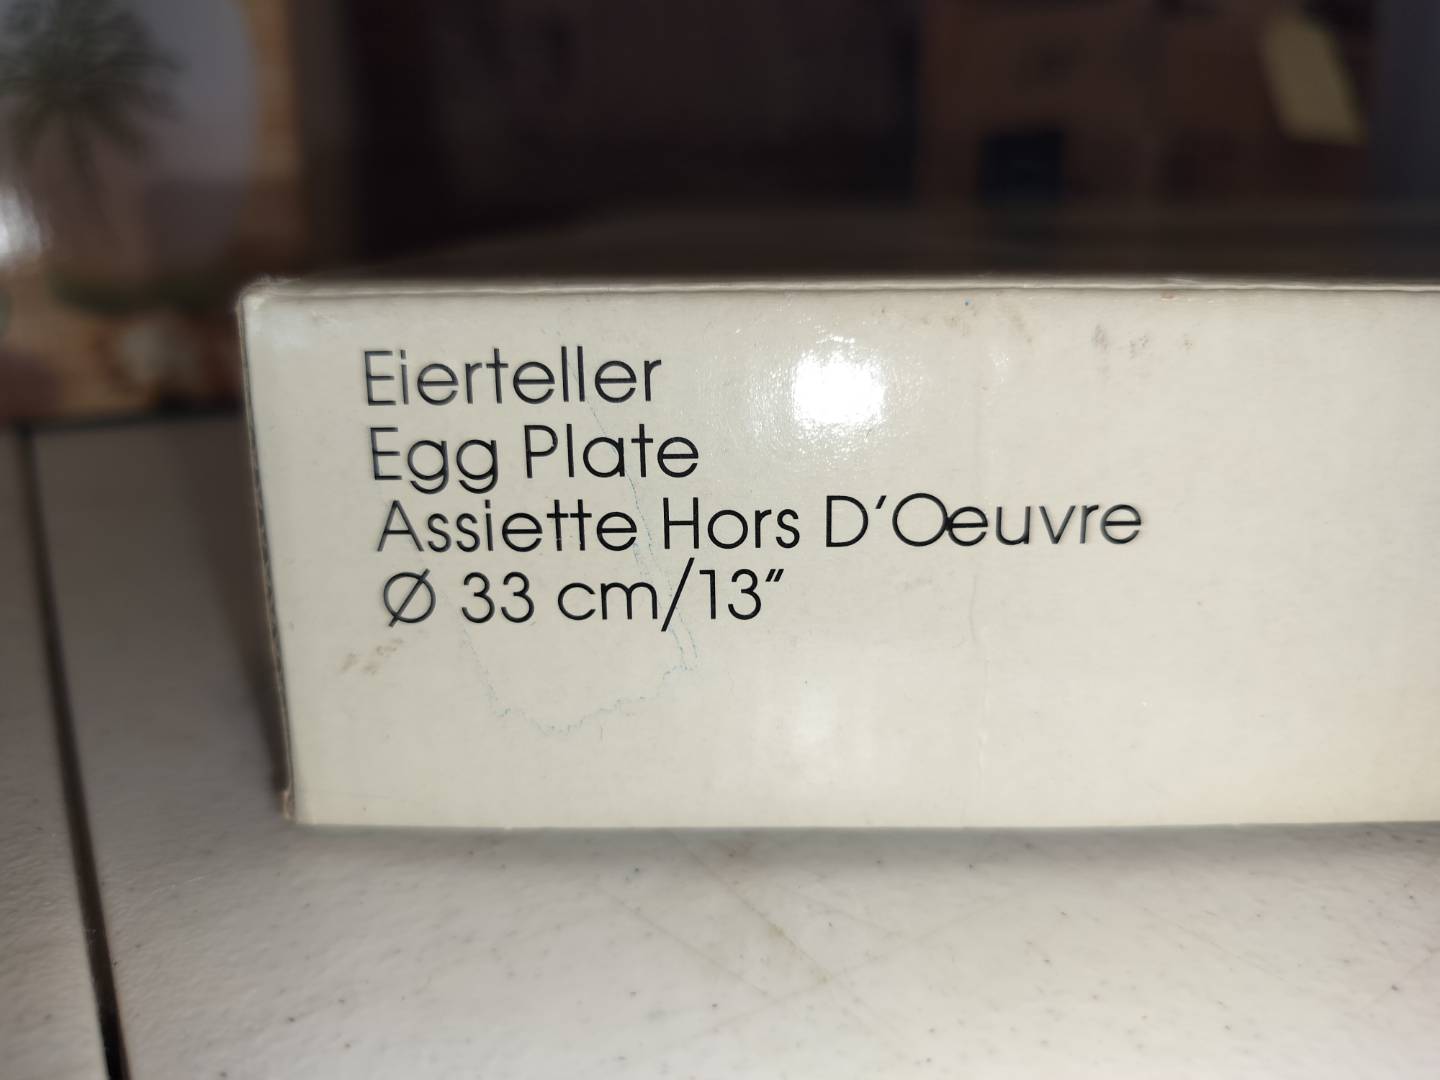 Eierteller
Egg Plate
Assiette Hors D'Oeuvre
Ø 33 cm/13"